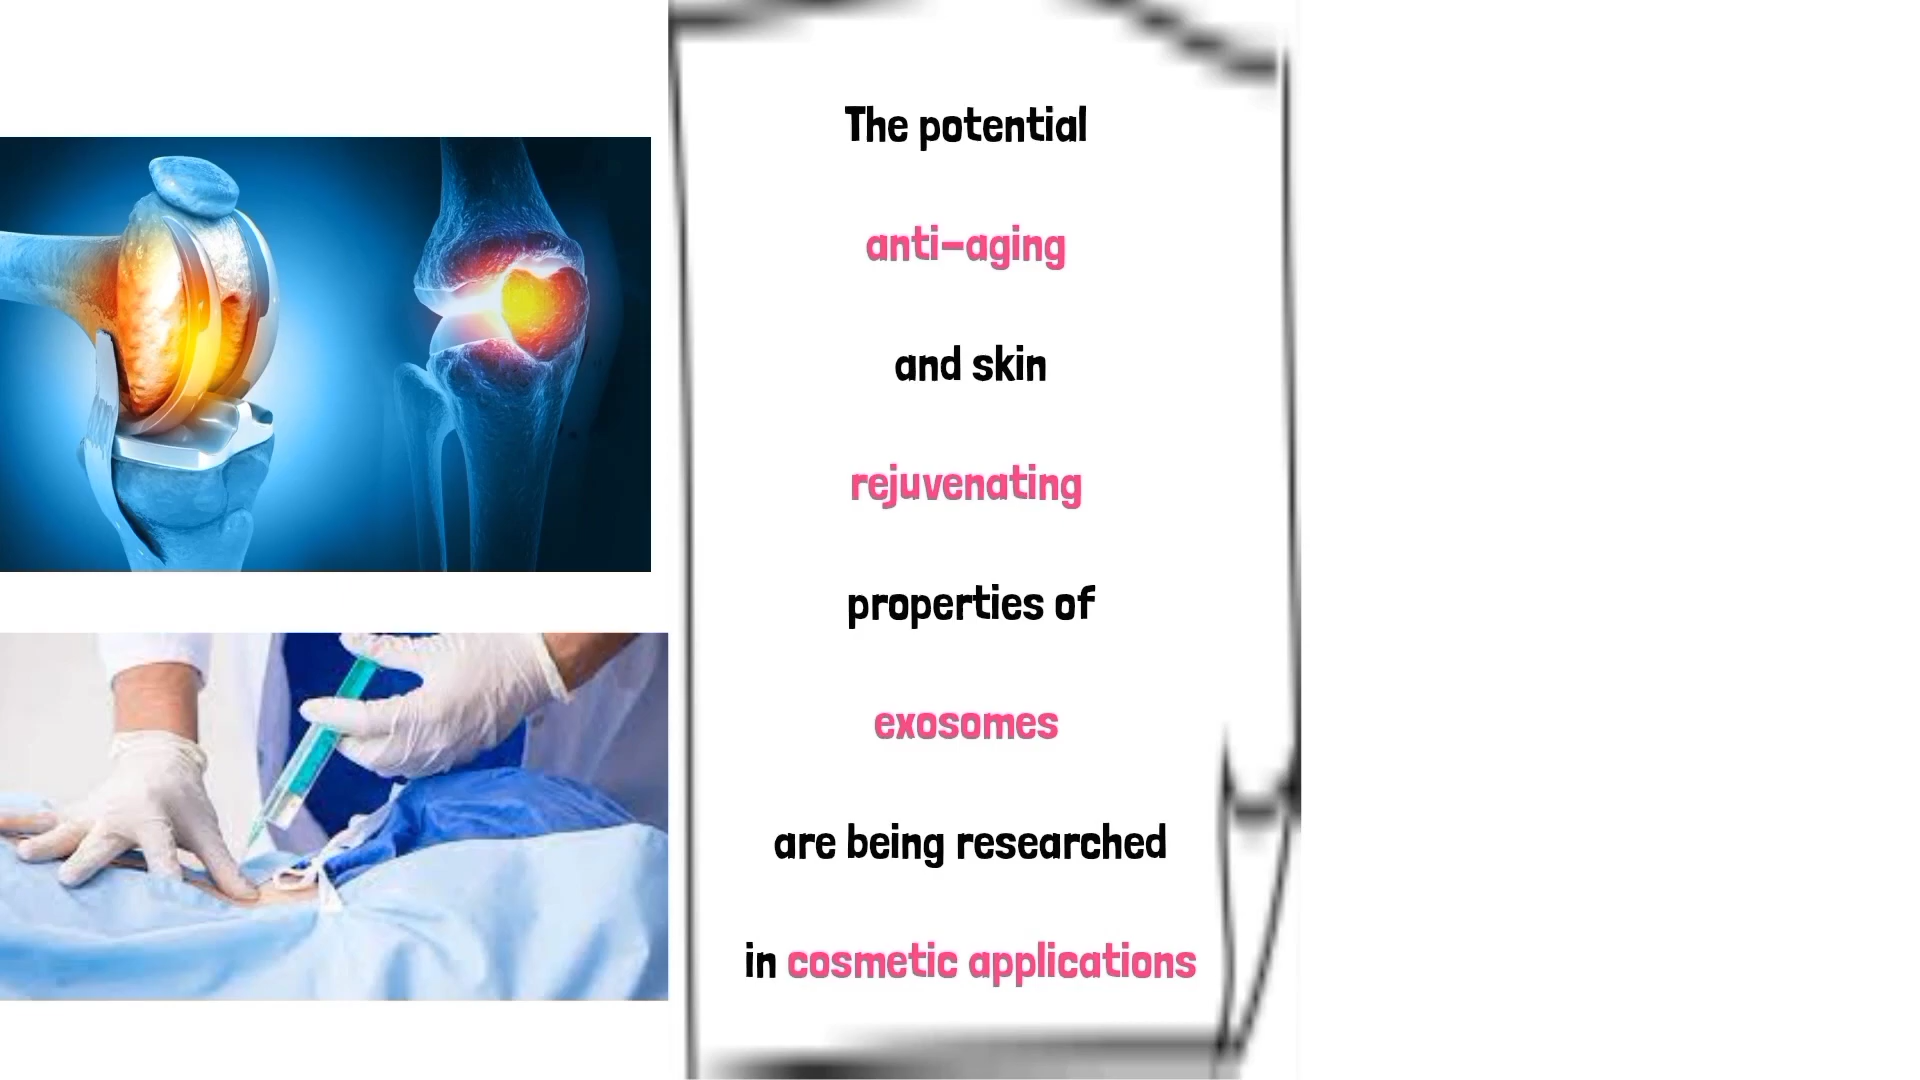 The potential
anti-aging
and skin
rejuvenating
properties of
exosomes
are being researched
in cosmetic applications